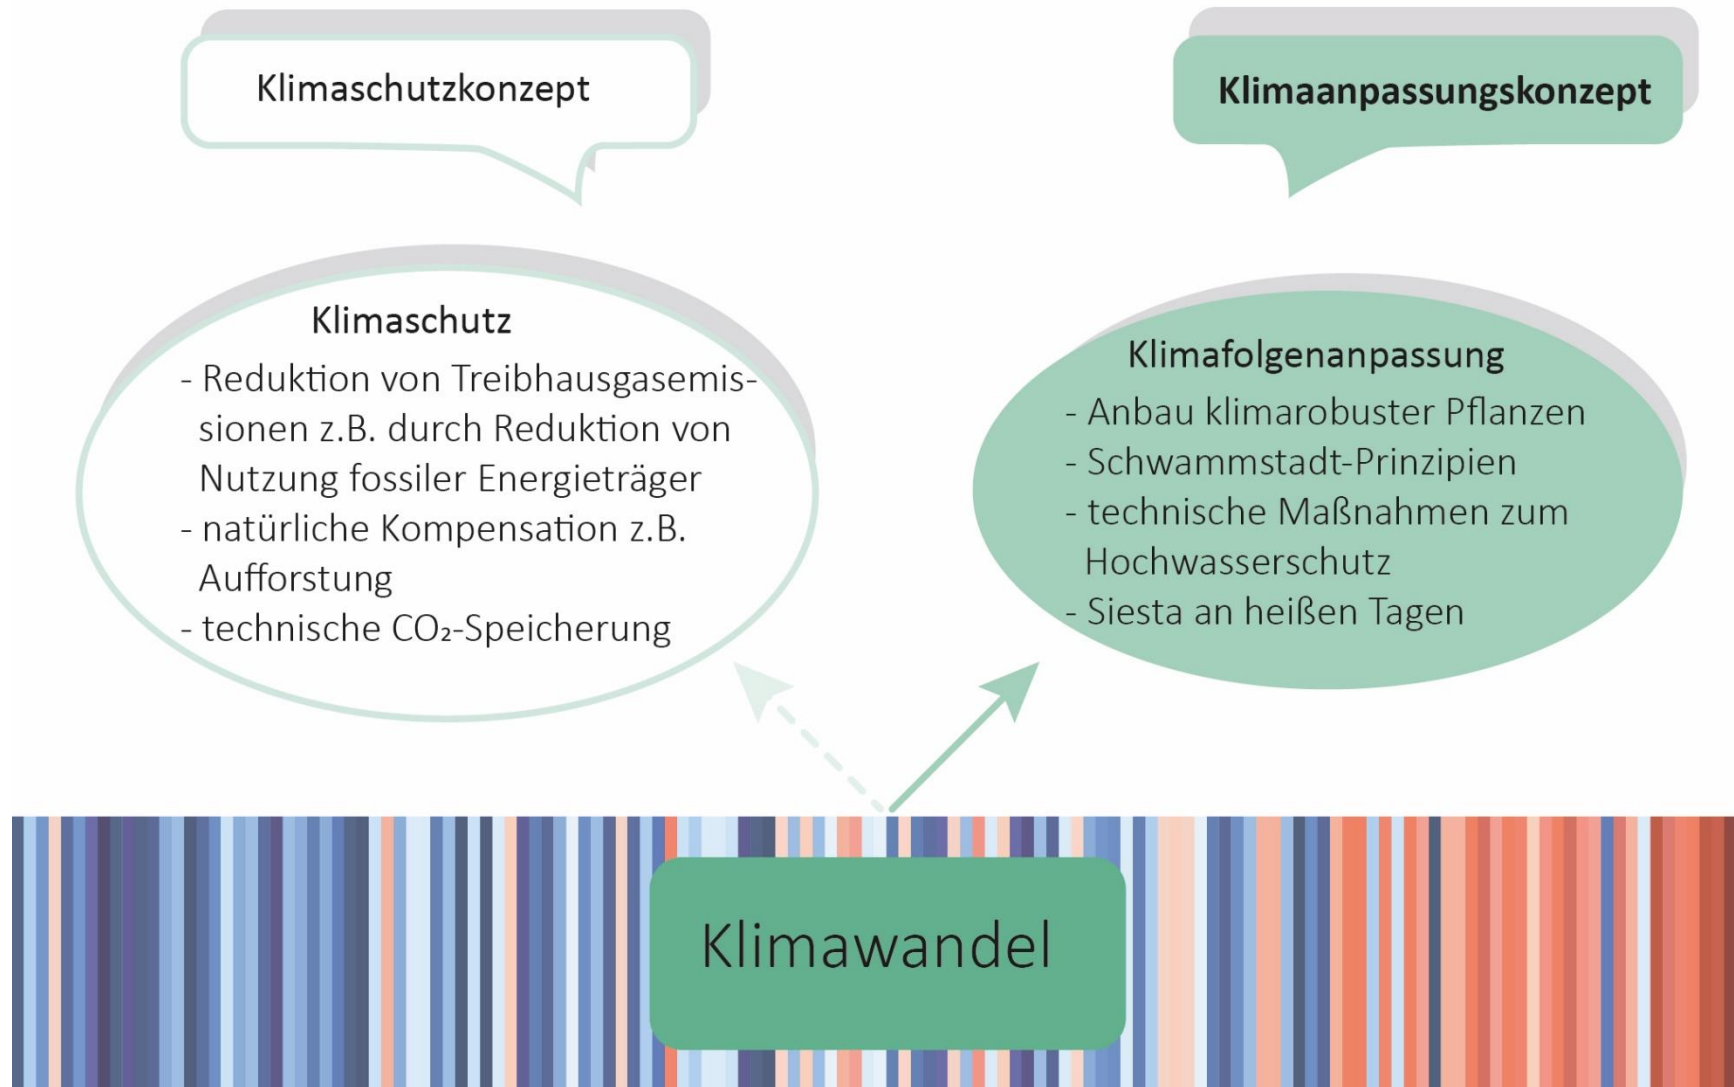 Klimaschutzkonzept
Klimaanpassungskonzept
Klimaschutz
- Reduktion von Treibhausgasemis-
sionen z.B. durch Reduktion von
Nutzung fossiler Energieträger
- natürliche Kompensation z.B.
Aufforstung
- technische CO₂-Speicherung
Klimafolgenanpassung
- Anbau klimarobuster Pflanzen
- Schwammstadt-Prinzipien
- technische Maßnahmen zum
Hochwasserschutz
- Siesta an heißen Tagen
Klimawandel